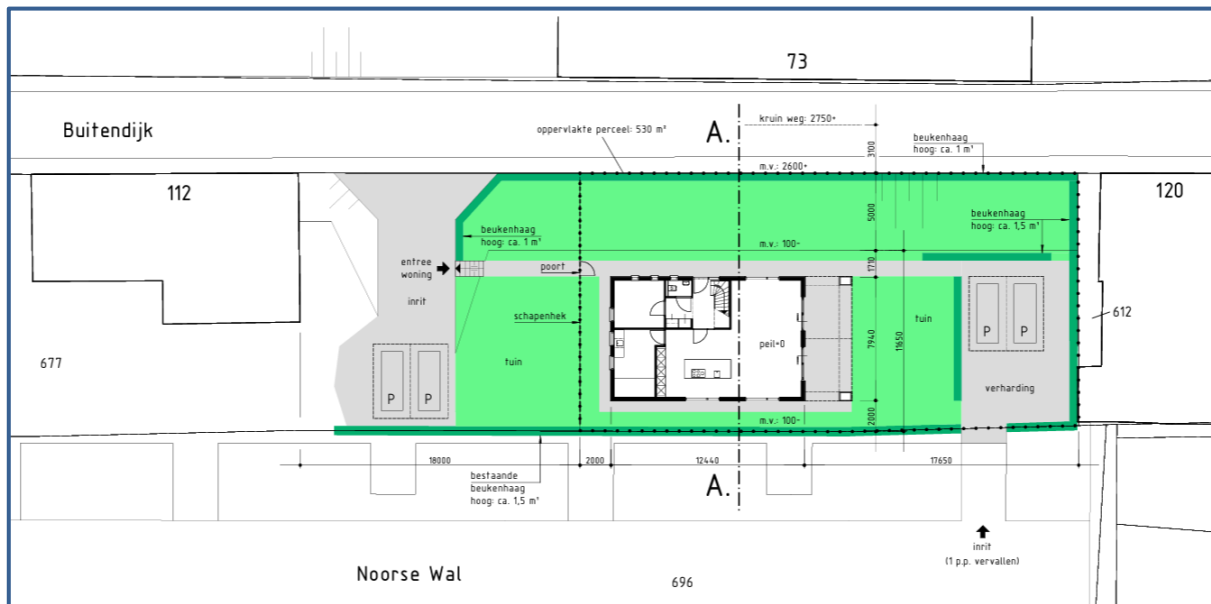 73
Buitendijk
A.
kruin weg: 2750+
oppervlakte perceel: 530 m²
beukenhaag
hoog: ca. 1 m¹
3100
m.v.: 2600+
112
120
beukenhaag
hoog: ca. 1 m¹
5000
beukenhaag
hoog: ca. 1,5 m¹
m.v.: 100-
entree
woning
poort
1710
inrit
schapenhek
tuin
612
P P
677
tuin
peil=0
7940
11650
verharding
P P
m.v.: 100-
2000
18000
2000
12440
17650
bestaande
beukenhaag
hoog: ca. 1,5 m¹
A.
inrit
(1 p.p. vervallen)
Noorse Wal
696